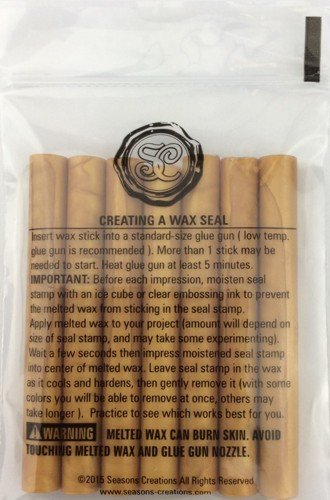 SC
CREATING A WAX SEAL
Insert wax stick into a standard-size glue gun ( low temp.
glue gun is recommended ). More than 1 stick may be
needed to start. Heat glue gun at least 5 minutes.
IMPORTANT: Before each impression, moisten seal
stamp with an ice cube or clear embossing ink to prevent
the melted wax from sticking in the seal stamp.
Apply melted wax to your project (amount will depend on
size of seal stamp, and may take some experimenting).
Wait a few seconds then impress moistened seal stamp
into center of melted wax. Leave seal stamp in the wax
as it cools and hardens, then gently remove it (with some
colors you will be able to remove at once, others may
take longer ). Practice to see which works best for you.
WARNING MELTED WAX CAN BURN SKIN. AVOID
TOUCHING MELTED WAX AND GLUE GUN NOZZLE.
©2015 Seasons Creations All Rights Reserved
www.seasons-creations.com